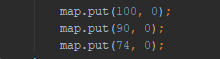 map.put(100, 0);
map.put(90, 0);
map.put(74, 0);